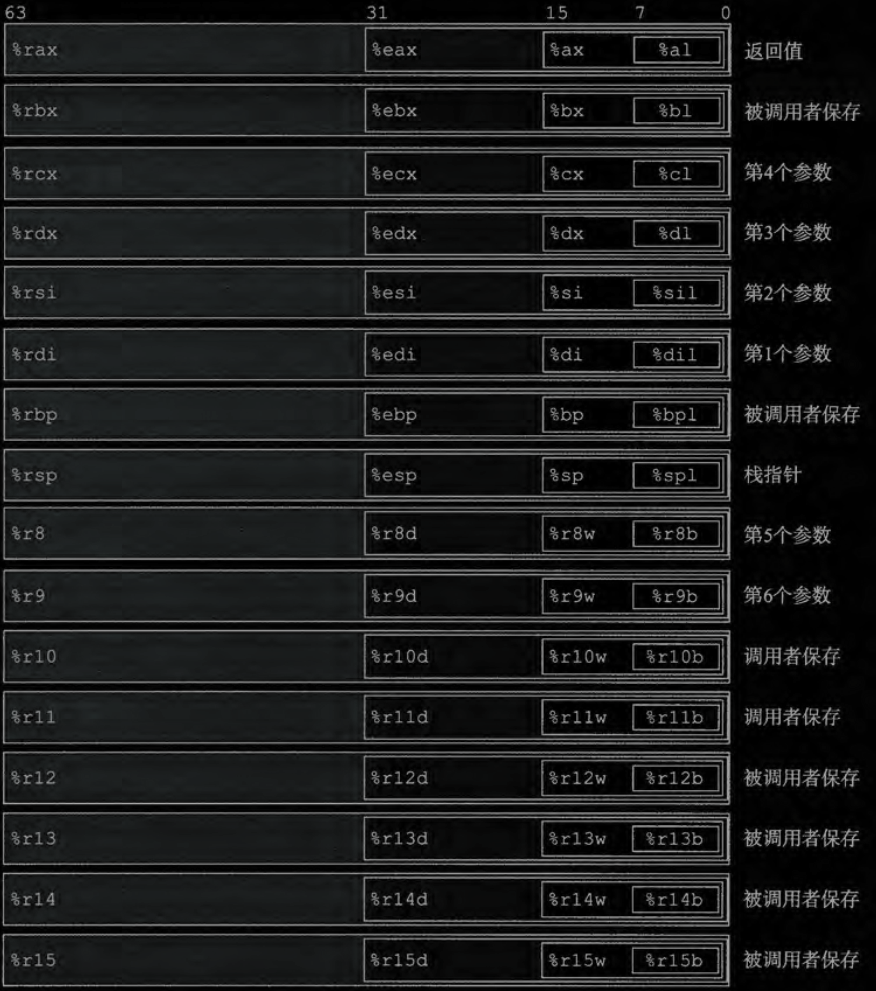 63 31 15 7 0
%rax %eax %ax %al 返回值
%rbx %ebx %bx %bl 被调用者保存
%rcx %ecx %cx %cl 第4个参数
%rdx %edx %dx %dl 第3个参数
%rsi %esi %si %sil 第2个参数
%rdi %edi %di %dil 第1个参数
%rbp %ebp %bp %bpl 被调用者保存
%rsp %esp %sp %spl 栈指针
%r8 %r8d %r8w %r8b 第5个参数
%r9 %r9d %r9w %r9b 第6个参数
%r10 %r10d %r10w %r10b 调用者保存
%r11 %r11d %r11w %r11b 调用者保存
%r12 %r12d %r12w %r12b 被调用者保存
%r13 %r13d %r13w %r13b 被调用者保存
%r14 %r14d %r14w %r14b 被调用者保存
%r15 %r15d %r15w %r15b 被调用者保存